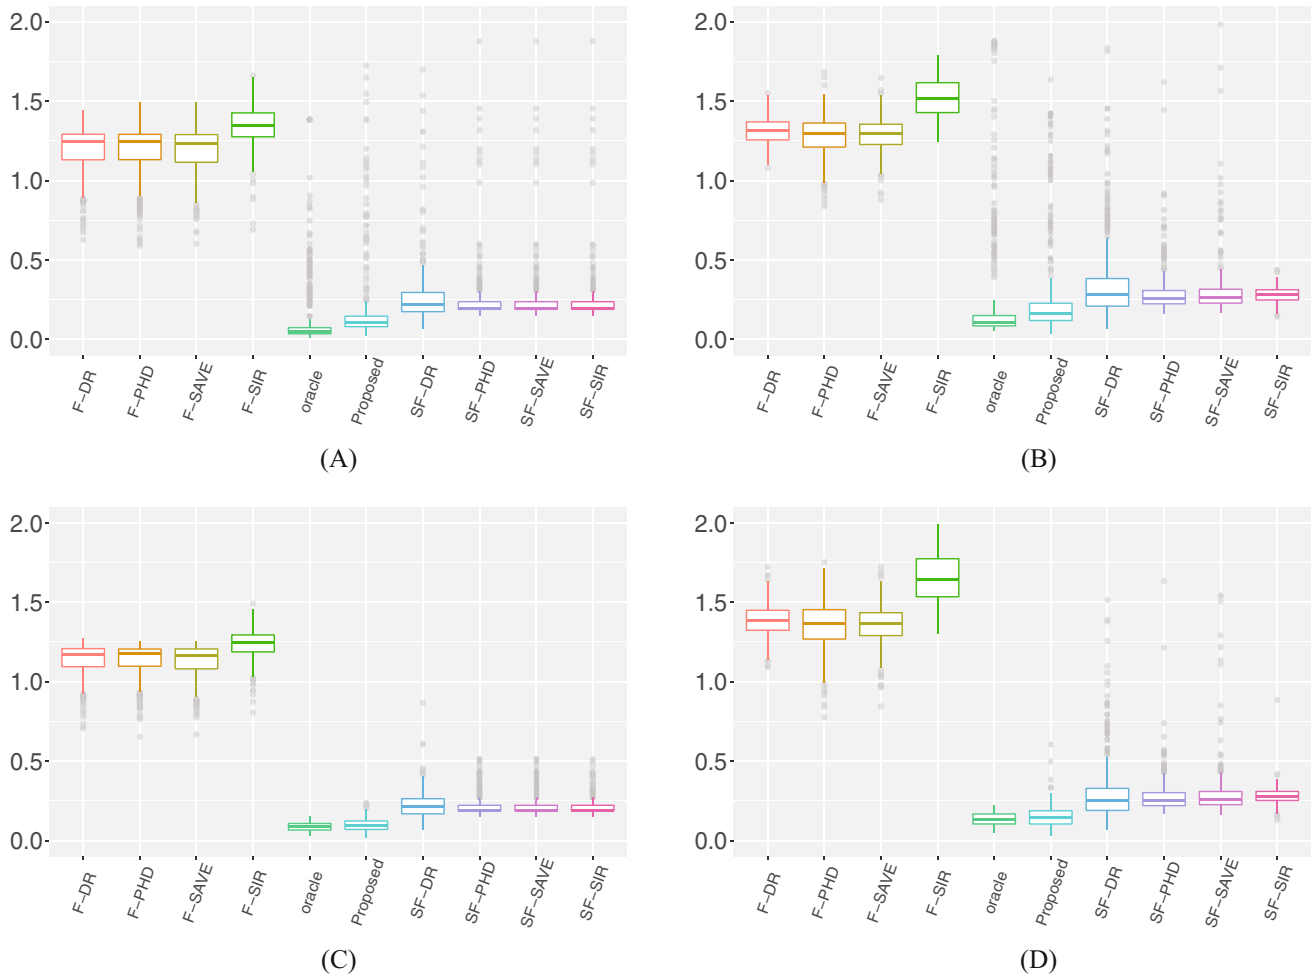 2.0
1.5
1.0
0.5
0.0
F−DR
F−PHD
F−SAVE
F−SIR
oracle
Proposed
SF−DR
SF−PHD
SF−SAVE
SF−SIR
(A)
2.0
1.5
1.0
0.5
0.0
F−DR
F−PHD
F−SAVE
F−SIR
oracle
Proposed
SF−DR
SF−PHD
SF−SAVE
SF−SIR
(B)
2.0
1.5
1.0
0.5
0.0
F−DR
F−PHD
F−SAVE
F−SIR
oracle
Proposed
SF−DR
SF−PHD
SF−SAVE
SF−SIR
(C)
2.0
1.5
1.0
0.5
0.0
F−DR
F−PHD
F−SAVE
F−SIR
oracle
Proposed
SF−DR
SF−PHD
SF−SAVE
SF−SIR
(D)